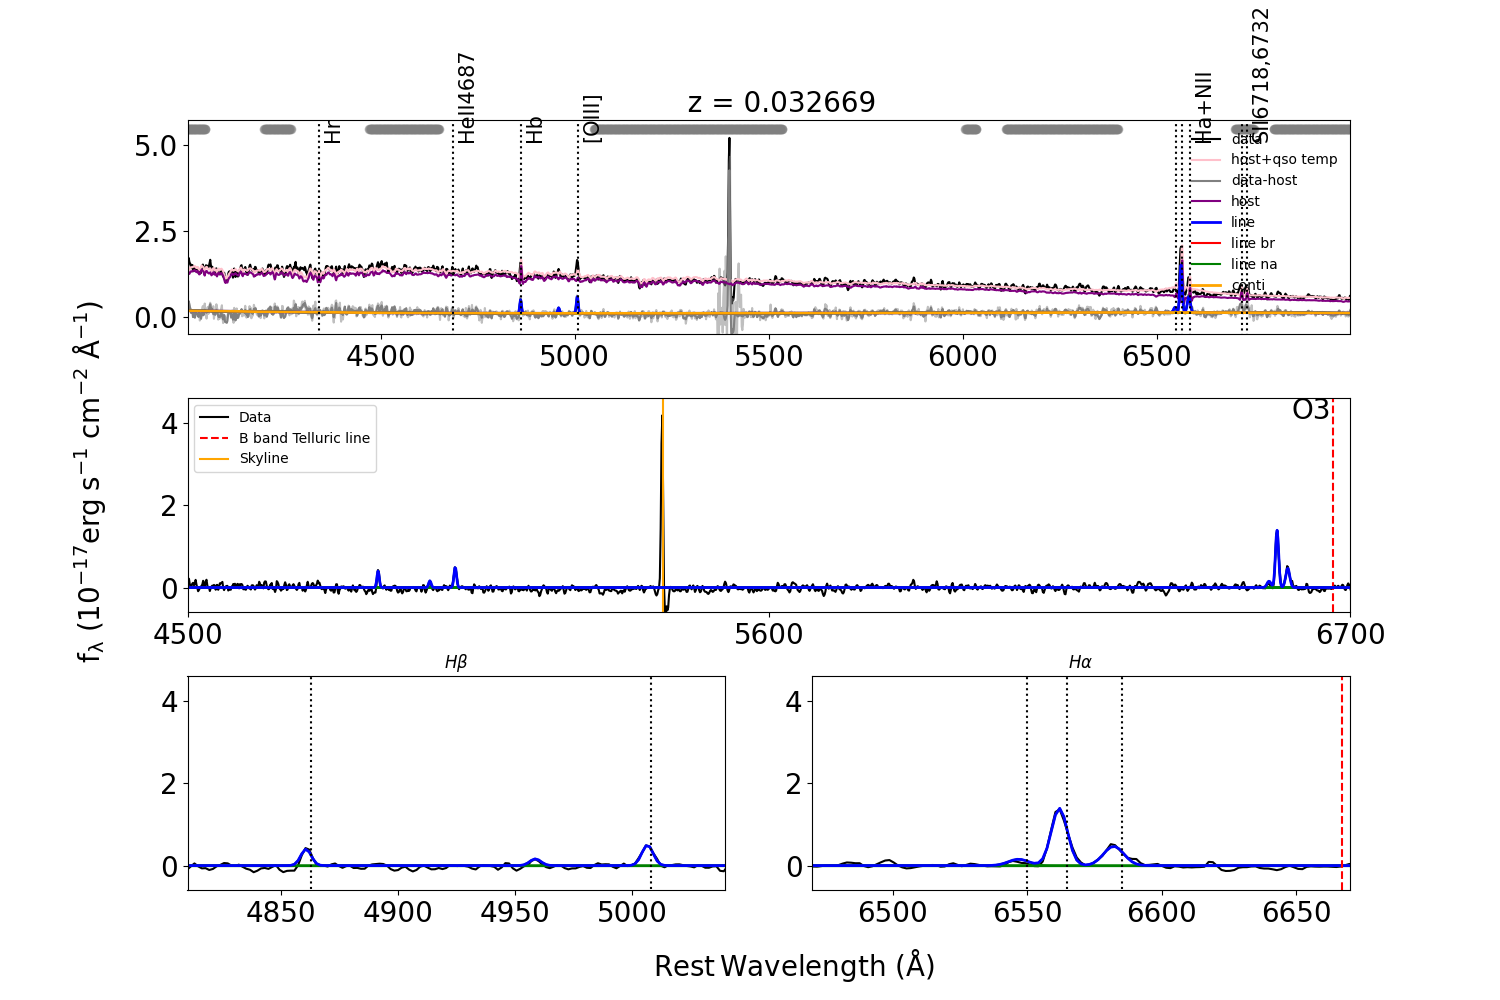 z = 0.032669
Hr
HeII4687
Hb
[OIII]
Ha+NII
SII6718,6732
5.0
2.5
0.0
data
host+qso temp
data-host
host
line
line br
line na
conti
4500 5000 5500 6000 6500
fλ (10⁻¹⁷erg s⁻¹ cm⁻² Å⁻¹)
4
2
0
Data
B band Telluric line
Skyline
O3
4500 5600 6700
Hβ
4
2
0
4850 4900 4950 5000
Hα
4
2
0
6500 6550 6600 6650
Rest Wavelength (Å)